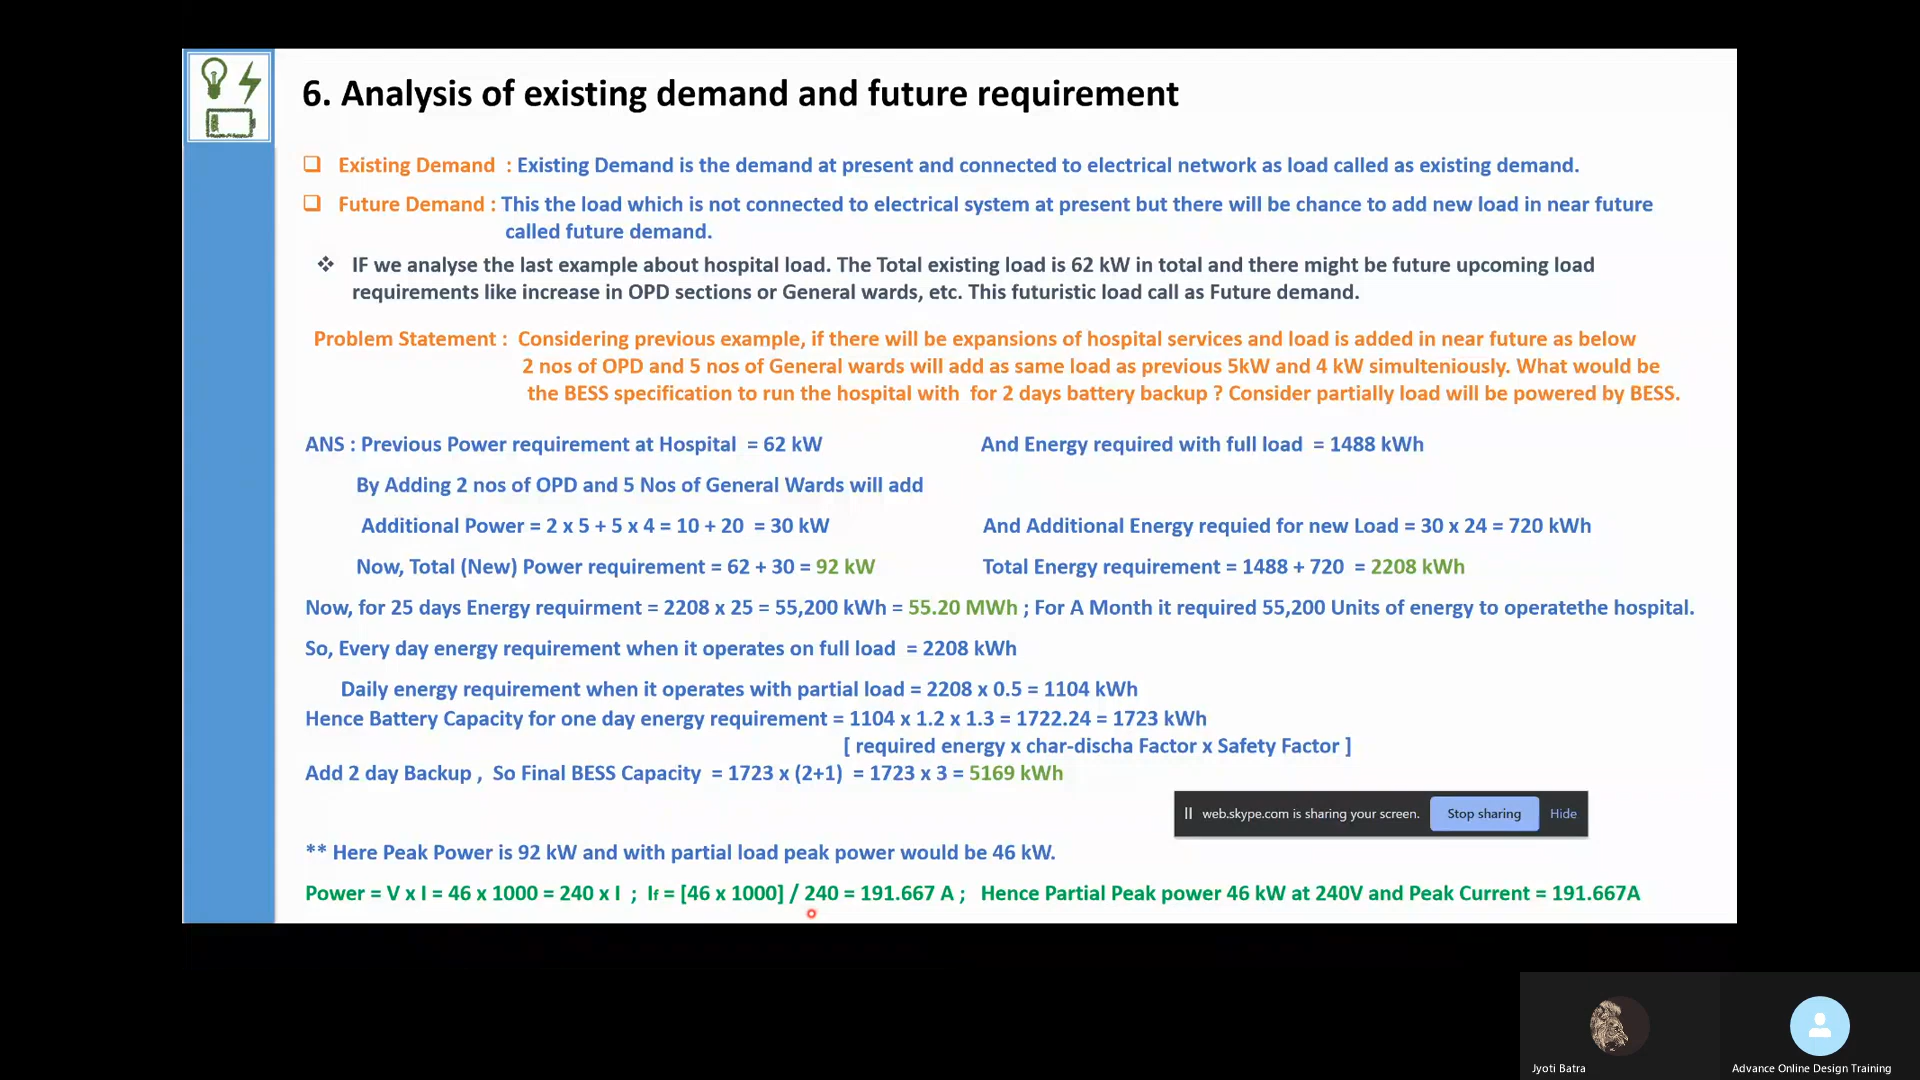 6. Analysis of existing demand and future requirement
Existing Demand : Existing Demand is the demand at present and connected to electrical network as load called as existing demand.
Future Demand : This the load which is not connected to electrical system at present but there will be chance to add new load in near future
called future demand.
IF we analyse the last example about hospital load. The Total existing load is 62 kW in total and there might be future upcoming load
requirements like increase in OPD sections or General wards, etc. This futuristic load call as Future demand.
Problem Statement : Considering previous example, if there will be expansions of hospital services and load is added in near future as below
2 nos of OPD and 5 nos of General wards will add as same load as previous 5kW and 4 kW simulteniously. What would be
the BESS specification to run the hospital with for 2 days battery backup ? Consider partially load will be powered by BESS.
ANS : Previous Power requirement at Hospital = 62 kW And Energy required with full load = 1488 kWh
By Adding 2 nos of OPD and 5 Nos of General Wards will add
Additional Power = 2 x 5 + 5 x 4 = 10 + 20 = 30 kW And Additional Energy requied for new Load = 30 x 24 = 720 kWh
Now, Total (New) Power requirement = 62 + 30 = 92 kW Total Energy requirement = 1488 + 720 = 2208 kWh
Now, for 25 days Energy requirment = 2208 x 25 = 55,200 kWh = 55.20 MWh ; For A Month it required 55,200 Units of energy to operatethe hospital.
So, Every day energy requirement when it operates on full load = 2208 kWh
Daily energy requirement when it operates with partial load = 2208 x 0.5 = 1104 kWh
Hence Battery Capacity for one day energy requirement = 1104 x 1.2 x 1.3 = 1722.24 = 1723 kWh
[ required energy x char-discha Factor x Safety Factor ]
Add 2 day Backup , So Final BESS Capacity = 1723 x (2+1) = 1723 x 3 = 5169 kWh
web.skype.com is sharing your screen. Stop sharing Hide
** Here Peak Power is 92 kW and with partial load peak power would be 46 kW.
Power = V x I = 46 x 1000 = 240 x I ; If = [46 x 1000] / 240 = 191.667 A ; Hence Partial Peak power 46 kW at 240V and Peak Current = 191.667A
Jyoti Batra Advance Online Design Training